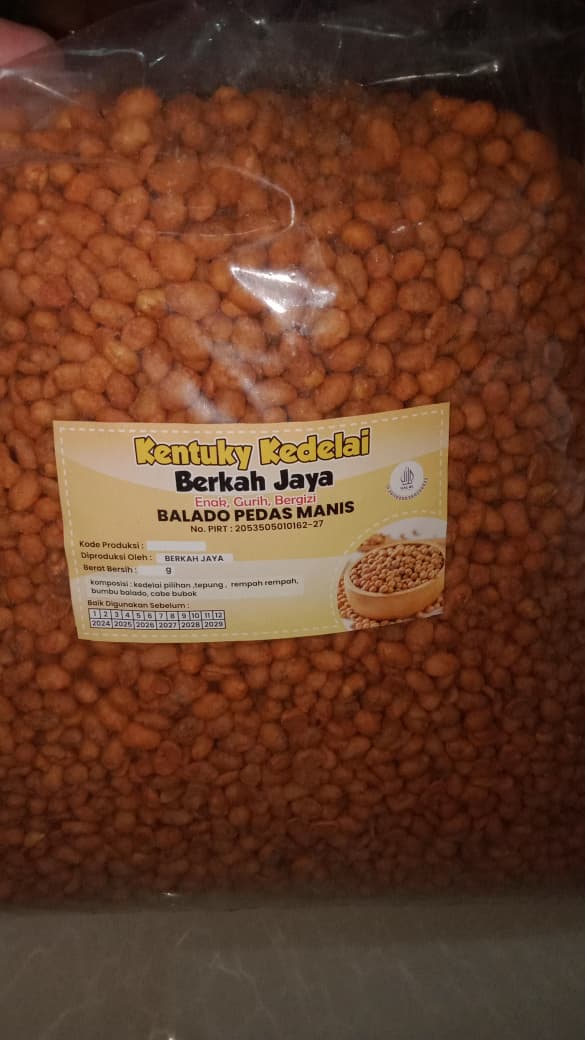 Kentuky Kedelai
Berkah Jaya
Enak, Gurih, Bergizi
BALADO PEDAS MANIS
No. PIRT : 2053505010162-27
HALAL
Kode Produksi :
Diproduksi Oleh : BERKAH JAYA
Berat Bersih : g
komposisi : kedelai pilihan ,tepung , rempah rempah,
bumbu balado, cabe bubok
Baik Digunakan Sebelum :
1 2 3 4 5 6 7 8 9 10 11 12
2024 2025 2026 2027 2028 2029